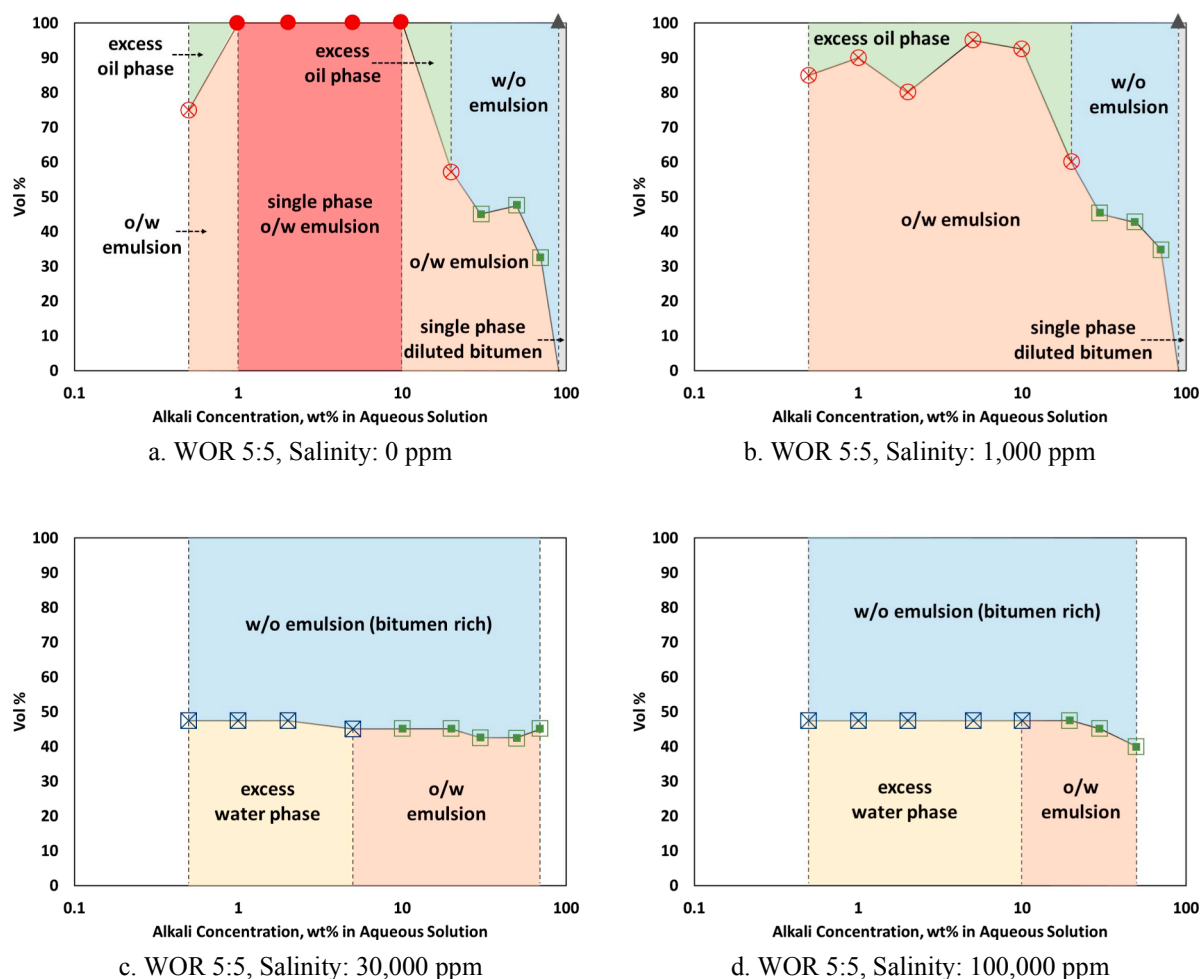 100
90
80
70
60
50
40
30
20
10
0
Vol %
excess
oil phase
excess
oil phase
w/o
emulsion
o/w
emulsion
single phase
o/w emulsion
o/w emulsion
single phase
diluted bitumen
0.1
1
10
100
Alkali Concentration, wt% in Aqueous Solution
a. WOR 5:5, Salinity: 0 ppm
100
90
80
70
60
50
40
30
20
10
0
Vol %
excess oil phase
w/o
emulsion
o/w emulsion
single phase
diluted bitumen
0.1
1
10
100
Alkali Concentration, wt% in Aqueous Solution
b. WOR 5:5, Salinity: 1,000 ppm
100
90
80
70
60
50
40
30
20
10
0
Vol %
w/o emulsion (bitumen rich)
excess
water phase
o/w
emulsion
0.1
1
10
100
Alkali Concentration, wt% in Aqueous Solution
c. WOR 5:5, Salinity: 30,000 ppm
100
90
80
70
60
50
40
30
20
10
0
Vol %
w/o emulsion (bitumen rich)
excess
water phase
o/w
emulsion
0.1
1
10
100
Alkali Concentration, wt% in Aqueous Solution
d. WOR 5:5, Salinity: 100,000 ppm